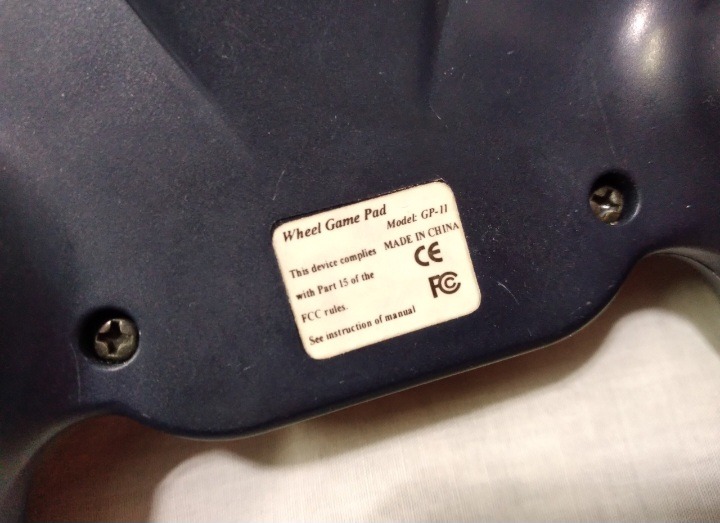 Wheel Game Pad
Model: GP-11
This device complies MADE IN CHINA
with Part 15 of the CE
FCC rules. FC
See instruction of manual